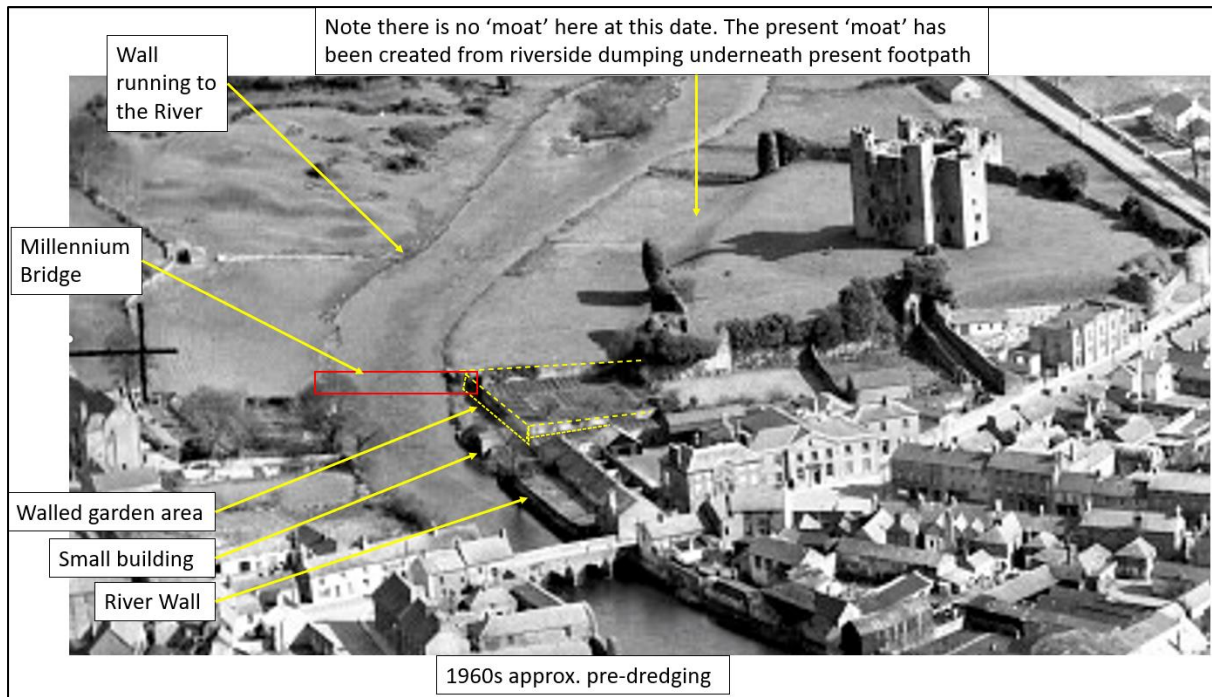 Note there is no ‘moat’ here at this date. The present ‘moat’ has
been created from riverside dumping underneath present footpath
Wall
running to
the River
Millennium
Bridge
Walled garden area
Small building
River Wall
1960s approx. pre-dredging